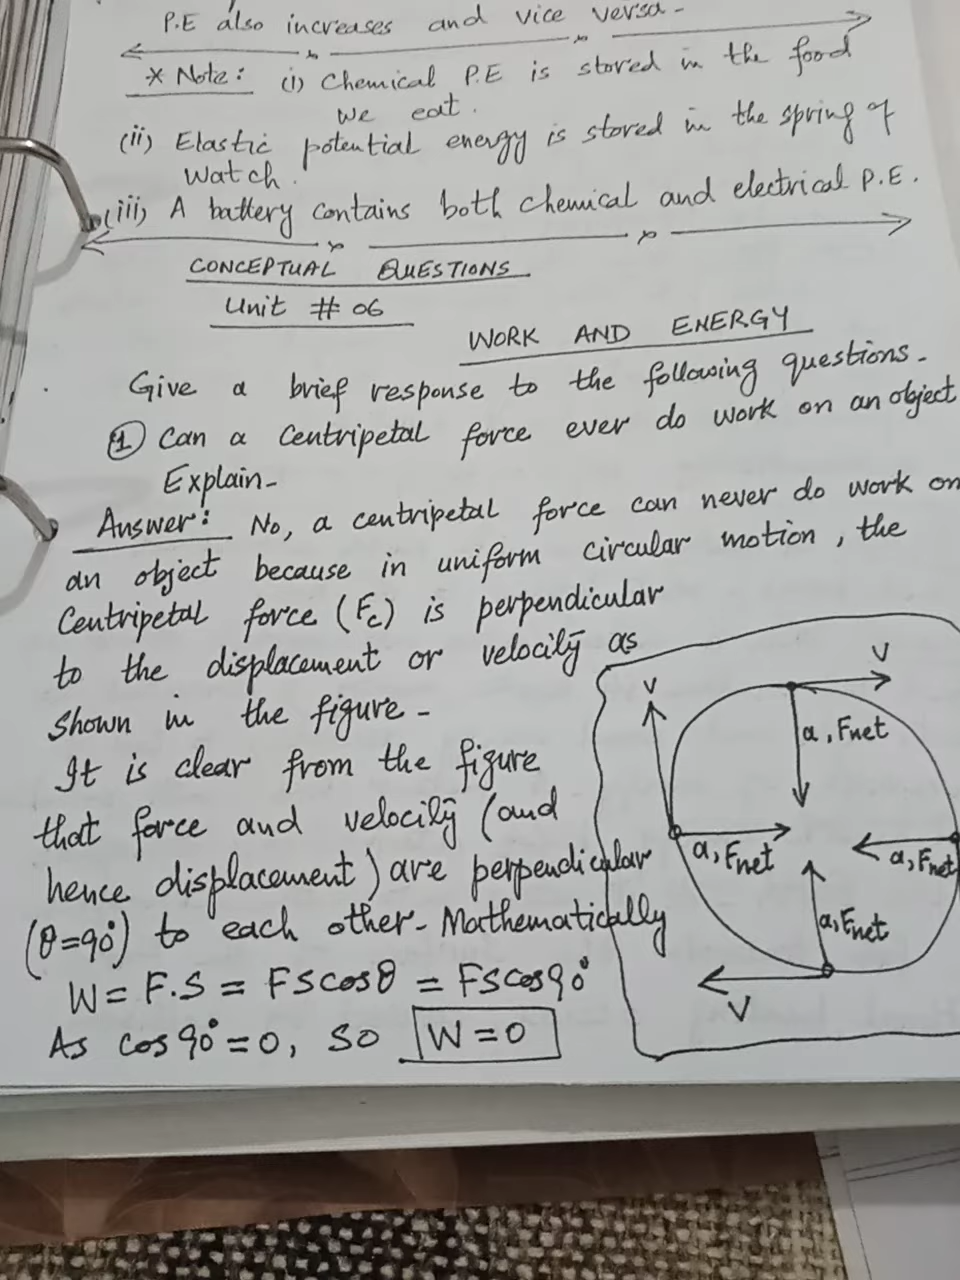 P.E also increases and vice versa-
* Note: (i) Chemical P.E is stored in the food
we eat.
(ii) Elastic potential energy is stored in the spring of
watch.
(iii) A battery contains both chemical and electrical P.E.
CONCEPTUAL QUESTIONS
Unit # 06
WORK AND ENERGY
Give a brief response to the following questions-
① Can a centripetal force ever do work on an object
Explain-
Answer: No, a centripetal force can never do work on
an object because in uniform circular motion, the
Centripetal force (Fc) is perpendicular
to the displacement or velocity as
shown in the figure-
It is clear from the figure
that force and velocity (and
hence displacement) are perpendicular
(θ=90°) to each other- Mathematically
W = F.S = FScosθ = FScos90°
As cos90°=0, so W=0
V
V
a, Fnet
a, Fnet
a, Fnet
a, Fnet
V